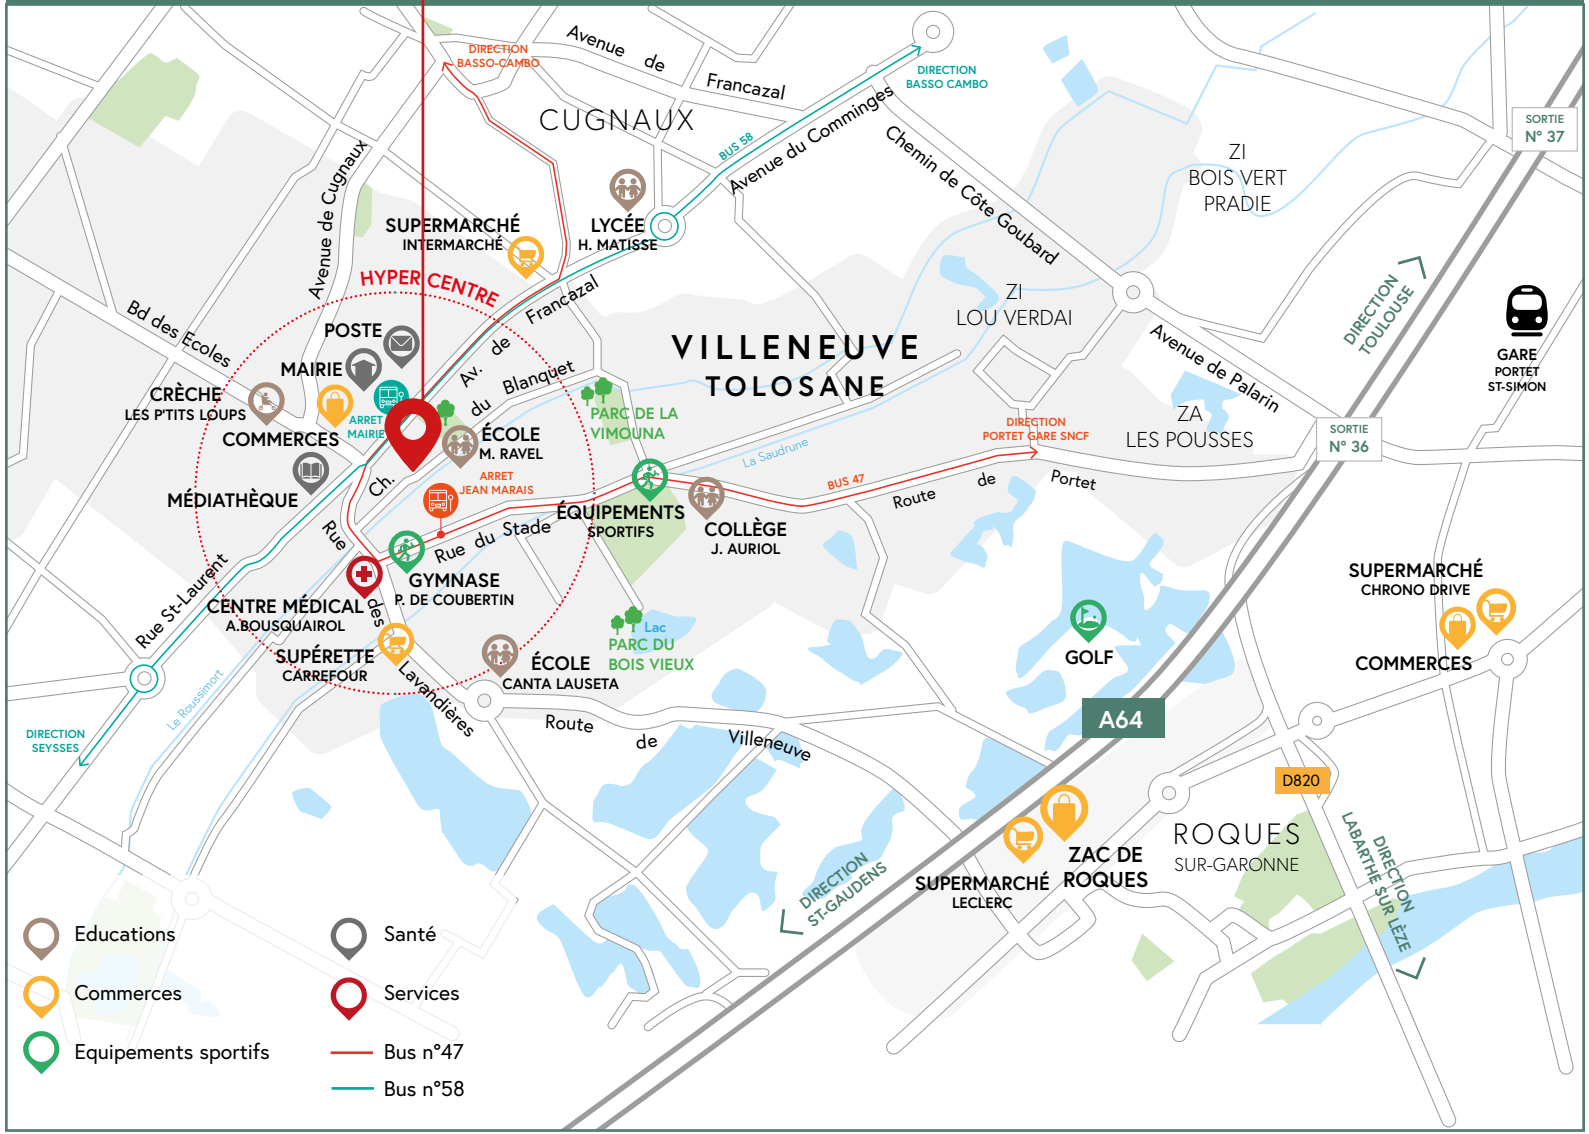 DIRECTION
BASSO-CAMBO
Avenue de Francazal
DIRECTION
BASSO CAMBO
CUGNAUX
BUS 58
Avenue du Comminges
Chemin de Côte Goubard
SORTIE
N° 37
ZI
BOIS VERT
PRADIE
Avenue de Cugnaux
SUPERMARCHÉ
INTERMARCHÉ
LYCÉE
H. MATISSE
HYPER CENTRE
Av. de Francazal
ZI
LOU VERDAI
DIRECTION
TOULOUSE
GARE
PORTET
ST-SIMON
Bd des Ecoles
POSTE
MAIRIE
VILLENEUVE
TOLOSANE
Avenue de Palarin
CRÈCHE
LES P'TITS LOUPS
COMMERCES
ARRET
MAIRIE
Ch. du Blanquet
PARC DE LA
VIMOUNA
ÉCOLE
M. RAVEL
DIRECTION
PORTET GARE SNCF
ZA
LES POUSSES
SORTIE
N° 36
La Saudrune
MÉDIATHÈQUE
ARRET
JEAN MARAIS
BUS 47
Route de Portet
ÉQUIPEMENTS
SPORTIFS
COLLÈGE
J. AURIOL
Rue du Stade
Rue des Lavandières
GYMNASE
P. DE COUBERTIN
Rue St-Laurent
CENTRE MÉDICAL
A.BOUSQUAIROL
SUPERMARCHÉ
CHRONO DRIVE
COMMERCES
Lac
PARC DU
BOIS VIEUX
GOLF
SUPÉRETTE
CARREFOUR
ÉCOLE
CANTA LAUSETA
Le Roussimort
DIRECTION
SEYSSES
Route de Villeneuve
A64
D820
ROQUES
SUR-GARONNE
ZAC DE
ROQUES
SUPERMARCHÉ
LECLERC
DIRECTION
ST-GAUDENS
DIRECTION
LABARTHE SUR LÈZE
Educations
Commerces
Equipements sportifs
Santé
Services
Bus n°47
Bus n°58